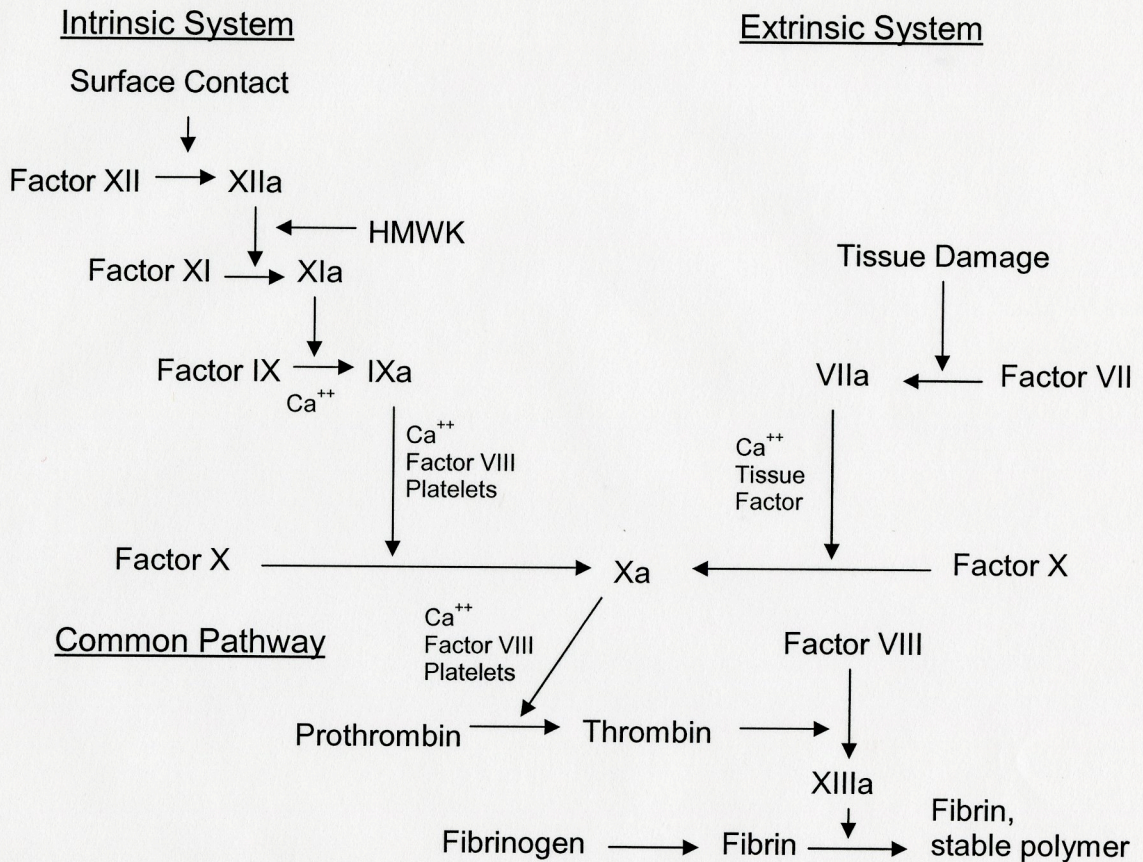 Intrinsic System
Extrinsic System
Surface Contact
Factor XII
XIIa
HMWK
Factor XI
XIa
Tissue Damage
Factor IX
IXa
Ca++
VIIa
Factor VII
Ca++
Factor VIII
Platelets
Ca++
Tissue
Factor
Factor X
Xa
Factor X
Common Pathway
Ca++
Factor VIII
Platelets
Factor VIII
Prothrombin
Thrombin
XIIIa
Fibrinogen
Fibrin
Fibrin,
stable polymer